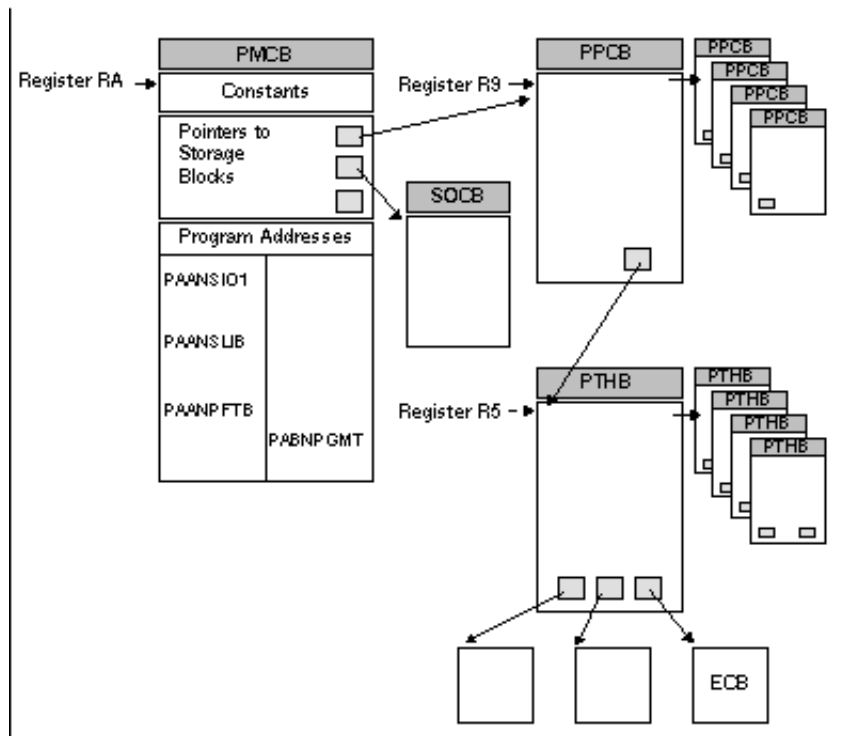 PMCB
Register RA
Constants
Pointers to
Storage
Blocks
Program Addresses
PAANSIO1
PAANSLIB
PAANPFTB
PABNPGMT
SOCB
PPCB
Register R9
PPCB
PPCB
PPCB
PPCB
PTHB
Register R5
PTHB
PTHB
PTHB
PTHB
ECB